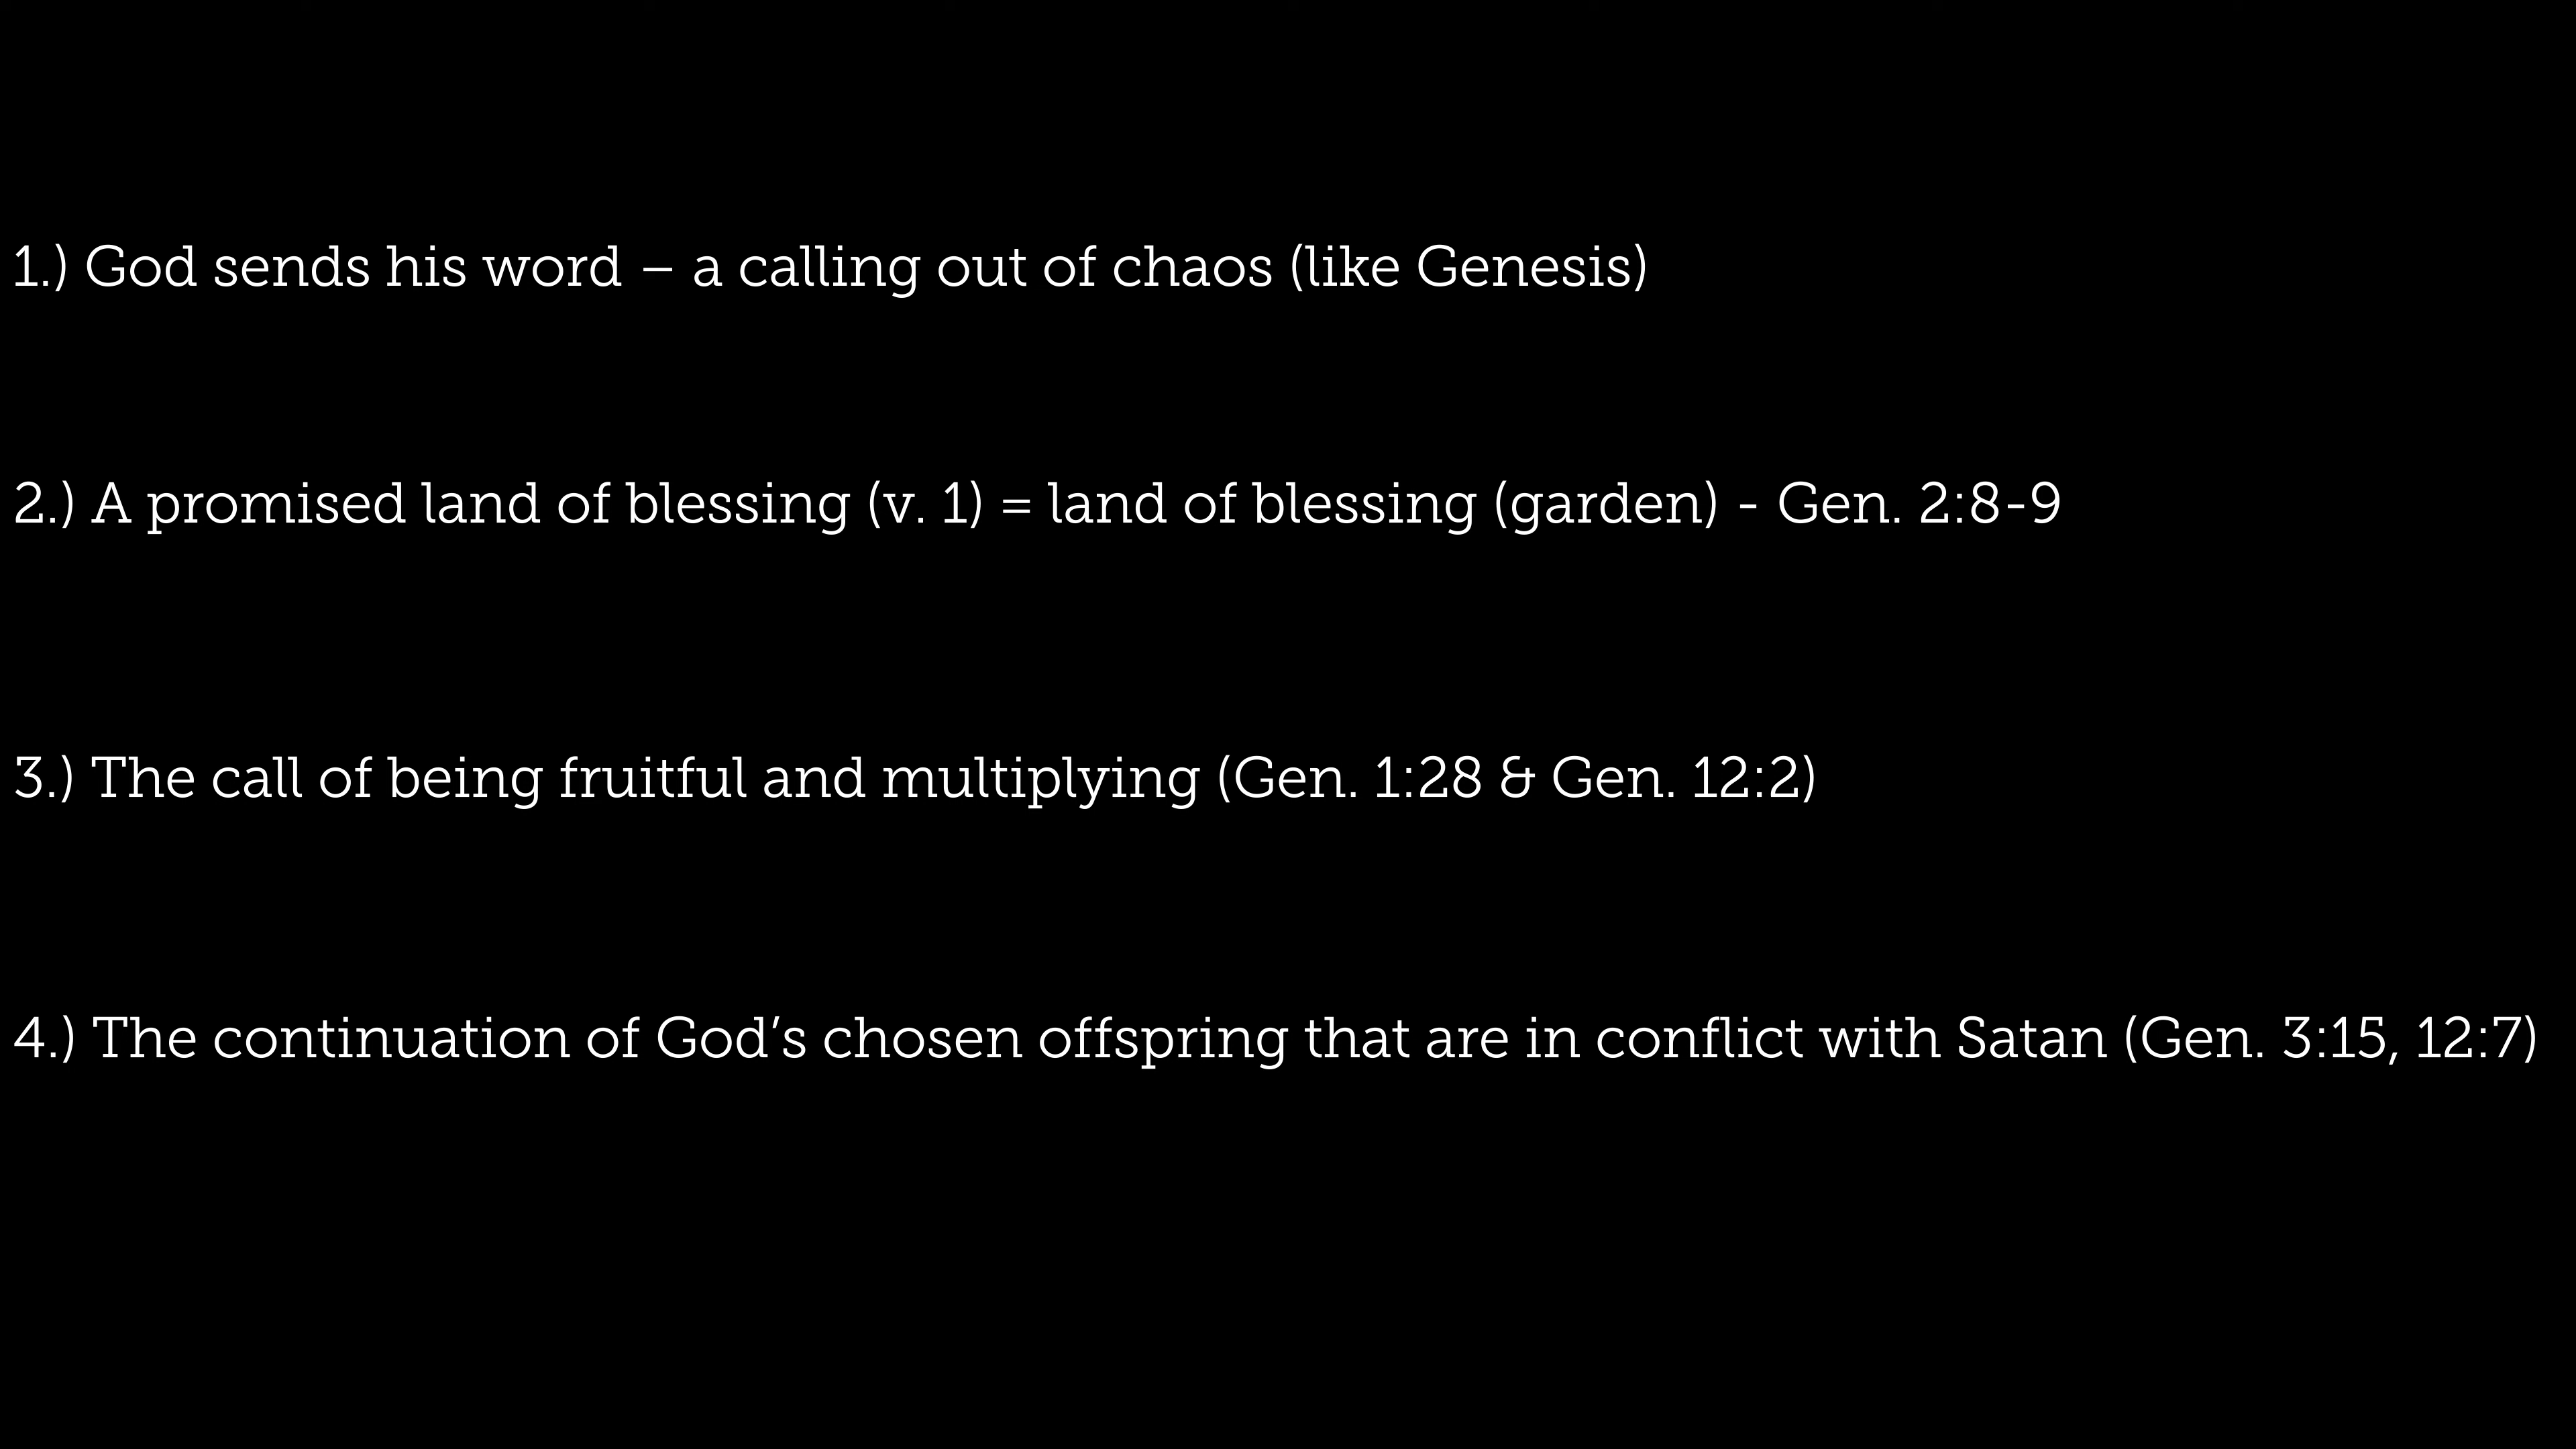 1.) God sends his word – a calling out of chaos (like Genesis)
2.) A promised land of blessing (v. 1) = land of blessing (garden) - Gen. 2:8-9
3.) The call of being fruitful and multiplying (Gen. 1:28 & Gen. 12:2)
4.) The continuation of God’s chosen offspring that are in conflict with Satan (Gen. 3:15, 12:7)